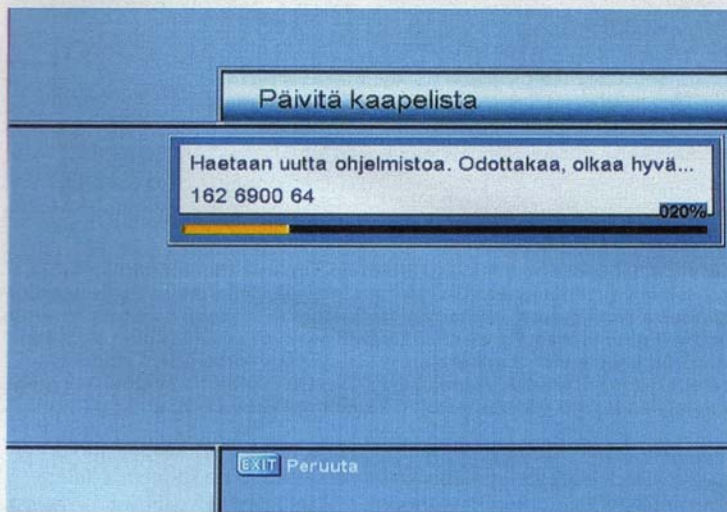 Päivitä kaapelista
Haetaan uutta ohjelmistoa. Odottakaa, olkaa hyvä...
162 6900 64
020%
EXIT Peruuta